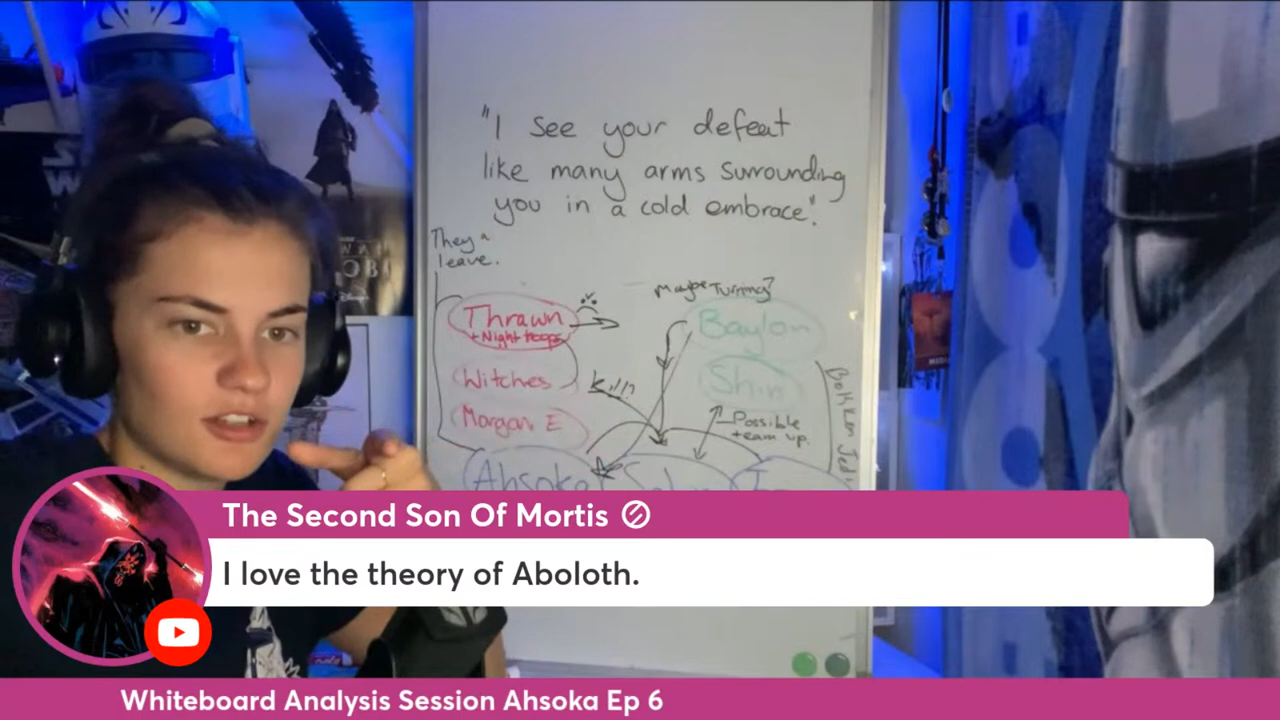 "I see your defeat
like many arms surrounding
you in a cold embrace".
They
leave.
Maybe Turning?
Thrawn
+Night troops
Baylan
Witches
Kill?
Shin
Morgan E
Possible
team up.
Ahsoka
The Second Son Of Mortis
I love the theory of Aboloth.
Whiteboard Analysis Session Ahsoka Ep 6